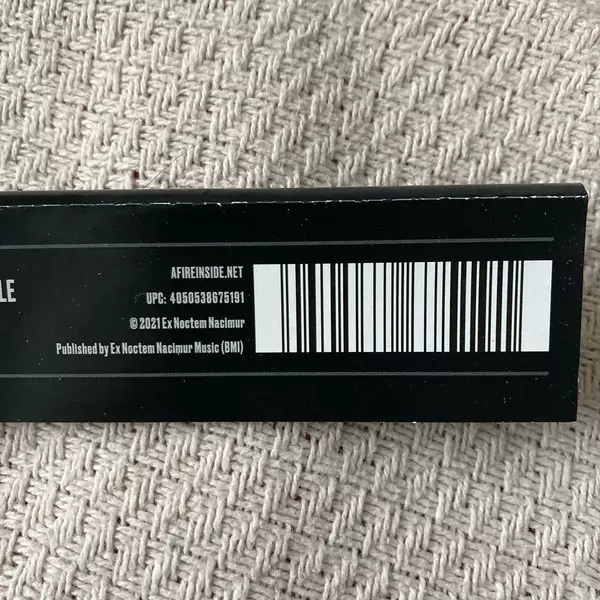 LE
AFIREINSIDE.NET
UPC: 4050538675191
© 2021 Ex Noctem Nacimur
Published by Ex Noctem Nacimur Music (BMI)